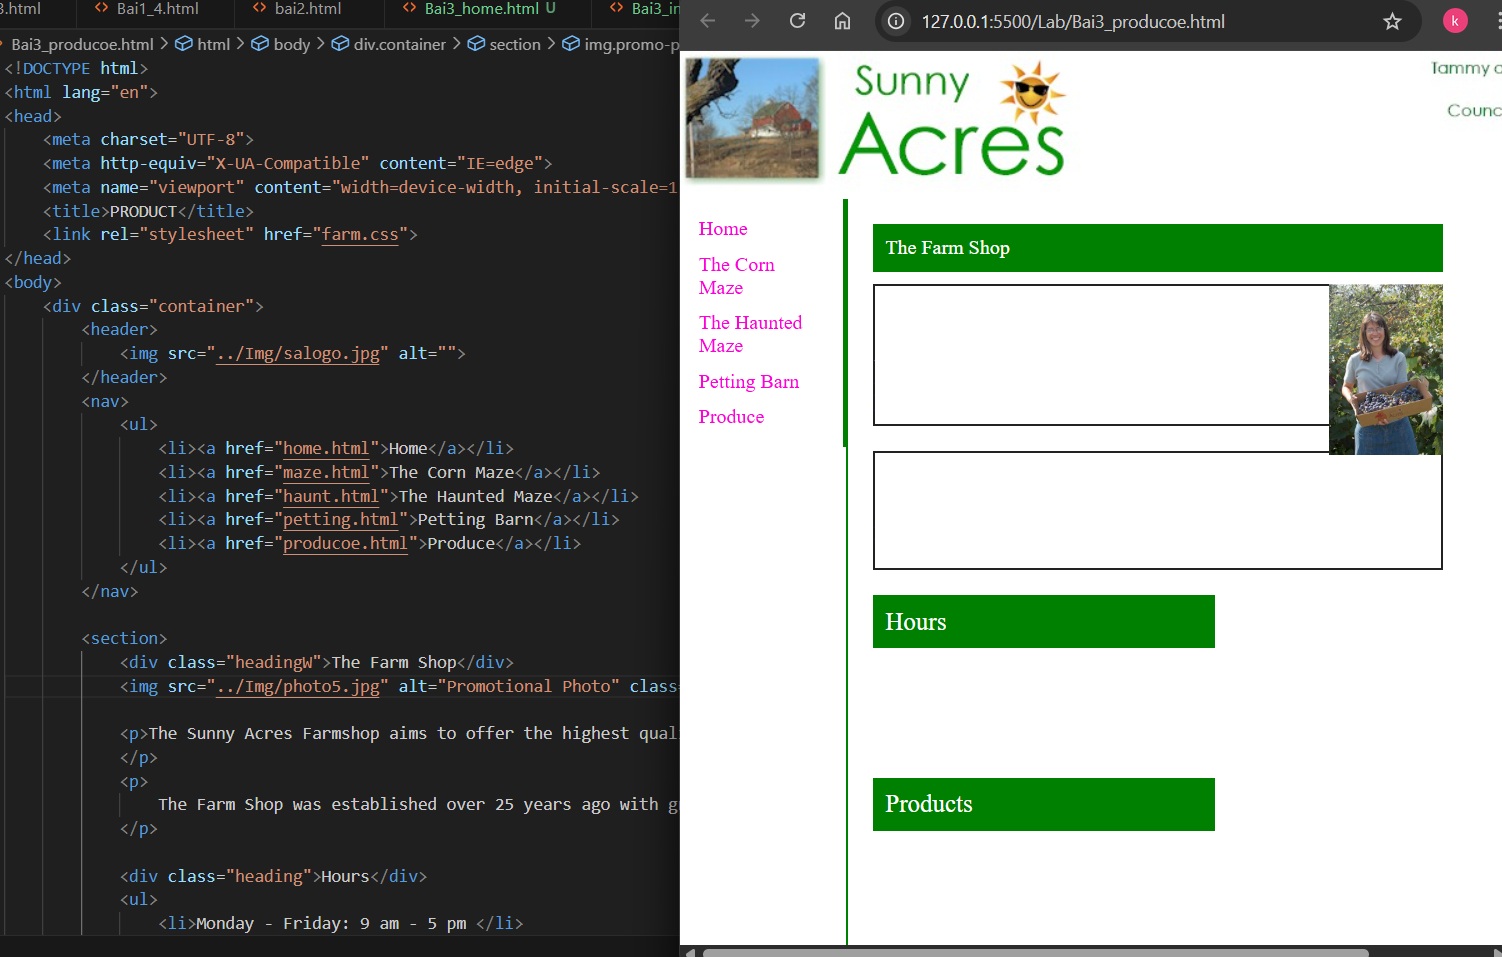 3.html Bai1_4.html bai2.html Bai3_home.html U Bai3_in
Bai3_producoe.html > html > body > div.container > section > img.promo-p
<!DOCTYPE html>
<html lang="en">
<head>
<meta charset="UTF-8">
<meta http-equiv="X-UA-Compatible" content="IE=edge">
<meta name="viewport" content="width=device-width, initial-scale=1
<title>PRODUCT</title>
<link rel="stylesheet" href="farm.css">
</head>
<body>
<div class="container">
<header>
<img src="../Img/salogo.jpg" alt="">
</header>
<nav>
<ul>
<li><a href="home.html">Home</a></li>
<li><a href="maze.html">The Corn Maze</a></li>
<li><a href="haunt.html">The Haunted Maze</a></li>
<li><a href="petting.html">Petting Barn</a></li>
<li><a href="producoe.html">Produce</a></li>
</ul>
</nav>
<section>
<div class="headingW">The Farm Shop</div>
<img src="../Img/photo5.jpg" alt="Promotional Photo" class=
<p>The Sunny Acres Farmshop aims to offer the highest qual
</p>
<p>
The Farm Shop was established over 25 years ago with g
</p>
<div class="heading">Hours</div>
<ul>
<li>Monday - Friday: 9 am - 5 pm </li>
127.0.0.1:5500/Lab/Bai3_producoe.html
k
Sunny
Acres
Tammy
Counc
Home
The Corn
Maze
The Haunted
Maze
Petting Barn
Produce
The Farm Shop
Hours
Products